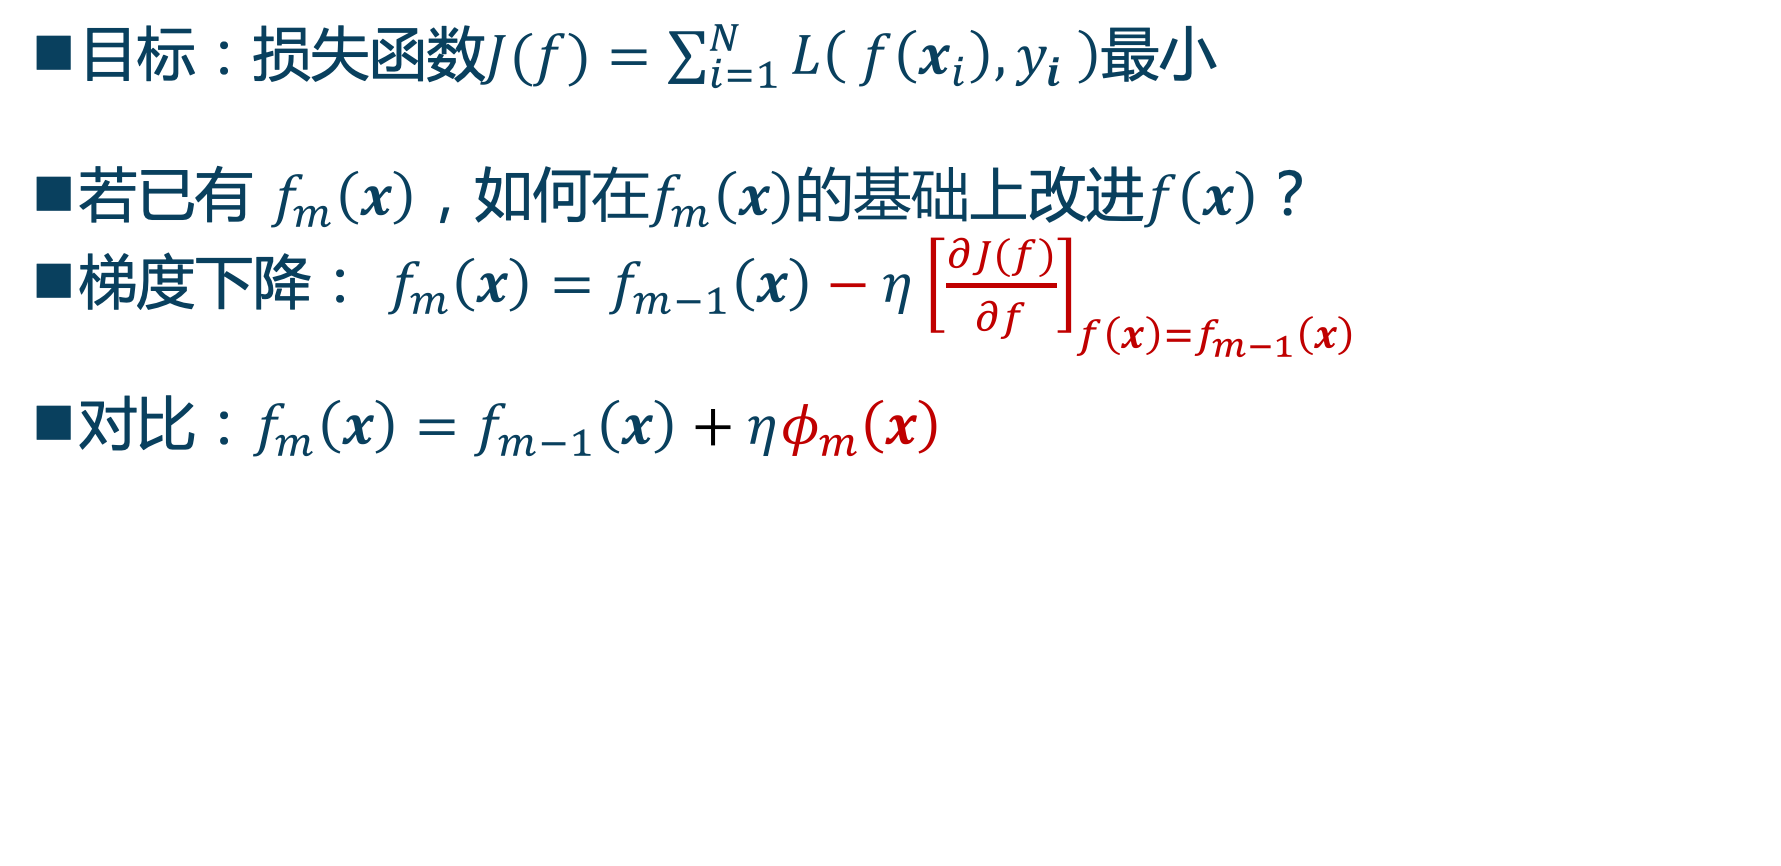 ■目标：损失函数J(f) = ∑_{i=1}^{N} L( f(𝒙_i), y_𝒊 )最小
■若已有 f_m(𝒙)，如何在f_m(𝒙)的基础上改进f(𝒙)？
■梯度下降： f_m(𝒙) = f_{m−1}(𝒙) − η [∂J(f)/∂f]_{f(𝒙)=f_{m−1}(𝒙)}
■对比：f_m(𝒙) = f_{m−1}(𝒙) + ηϕ_m(𝒙)